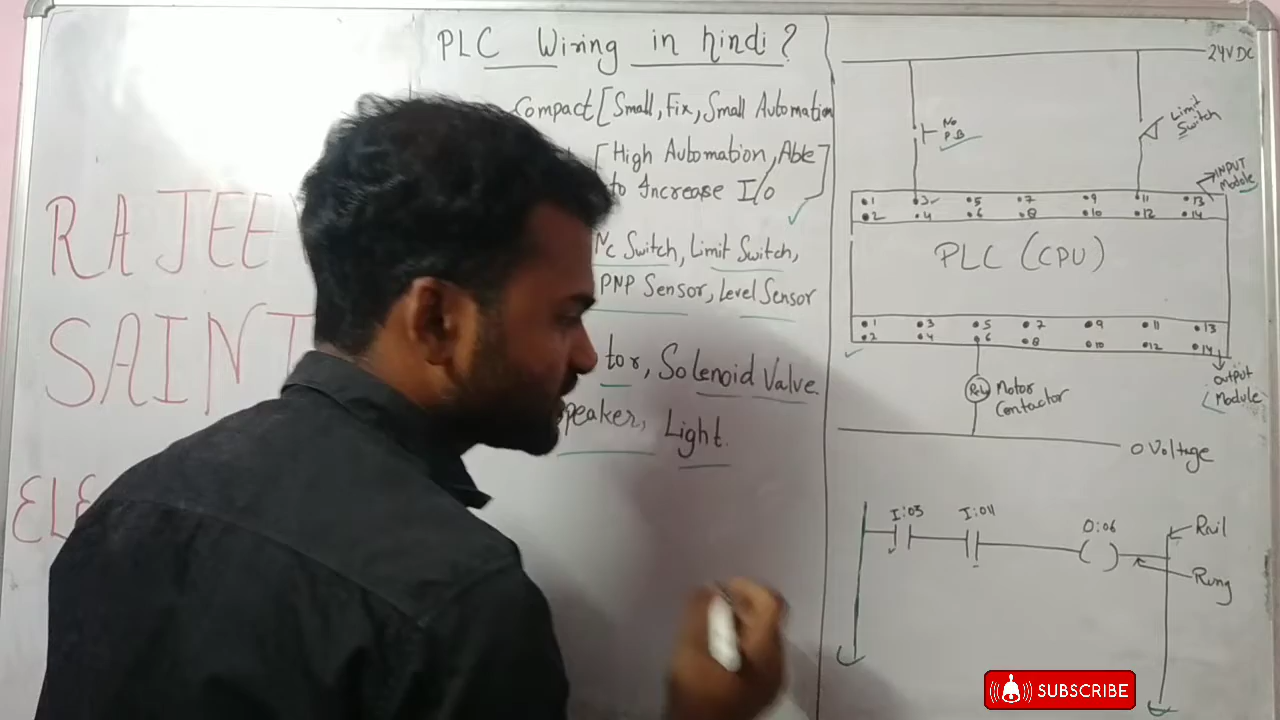 PLC Wiring in hindi?
Compact [Small, Fix, Small Automation
[High Automation, Able]
to Increase I/O
NC Switch, Limit Switch,
PNP Sensor, Level Sensor
tor, Solenoid Valve.
peaker, Light.
RAJEE
SAINT
ELE
24V DC
NO
P.B
Limit
Switch
INPUT
Module
1 3 5 7 9 11 13
2 4 6 8 10 12 14
PLC (CPU)
1 3 5 7 9 11 13
2 4 6 8 10 12 14
OUTPUT
Module
Motor
Contactor
0 Voltage
I:03
O:06
Rail
Rung
SUBSCRIBE